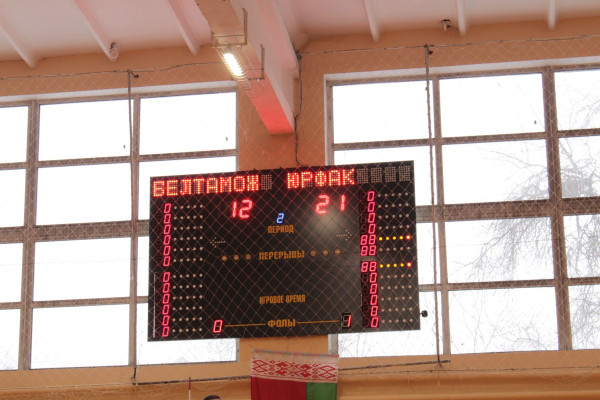 БЕЛТАМОЖ ЮРФАК
12 2 21
ПЕРИОД
ПЕРЕРЫВЫ
ИГРОВОЕ ВРЕМЯ
0 ФОЛЫ 1